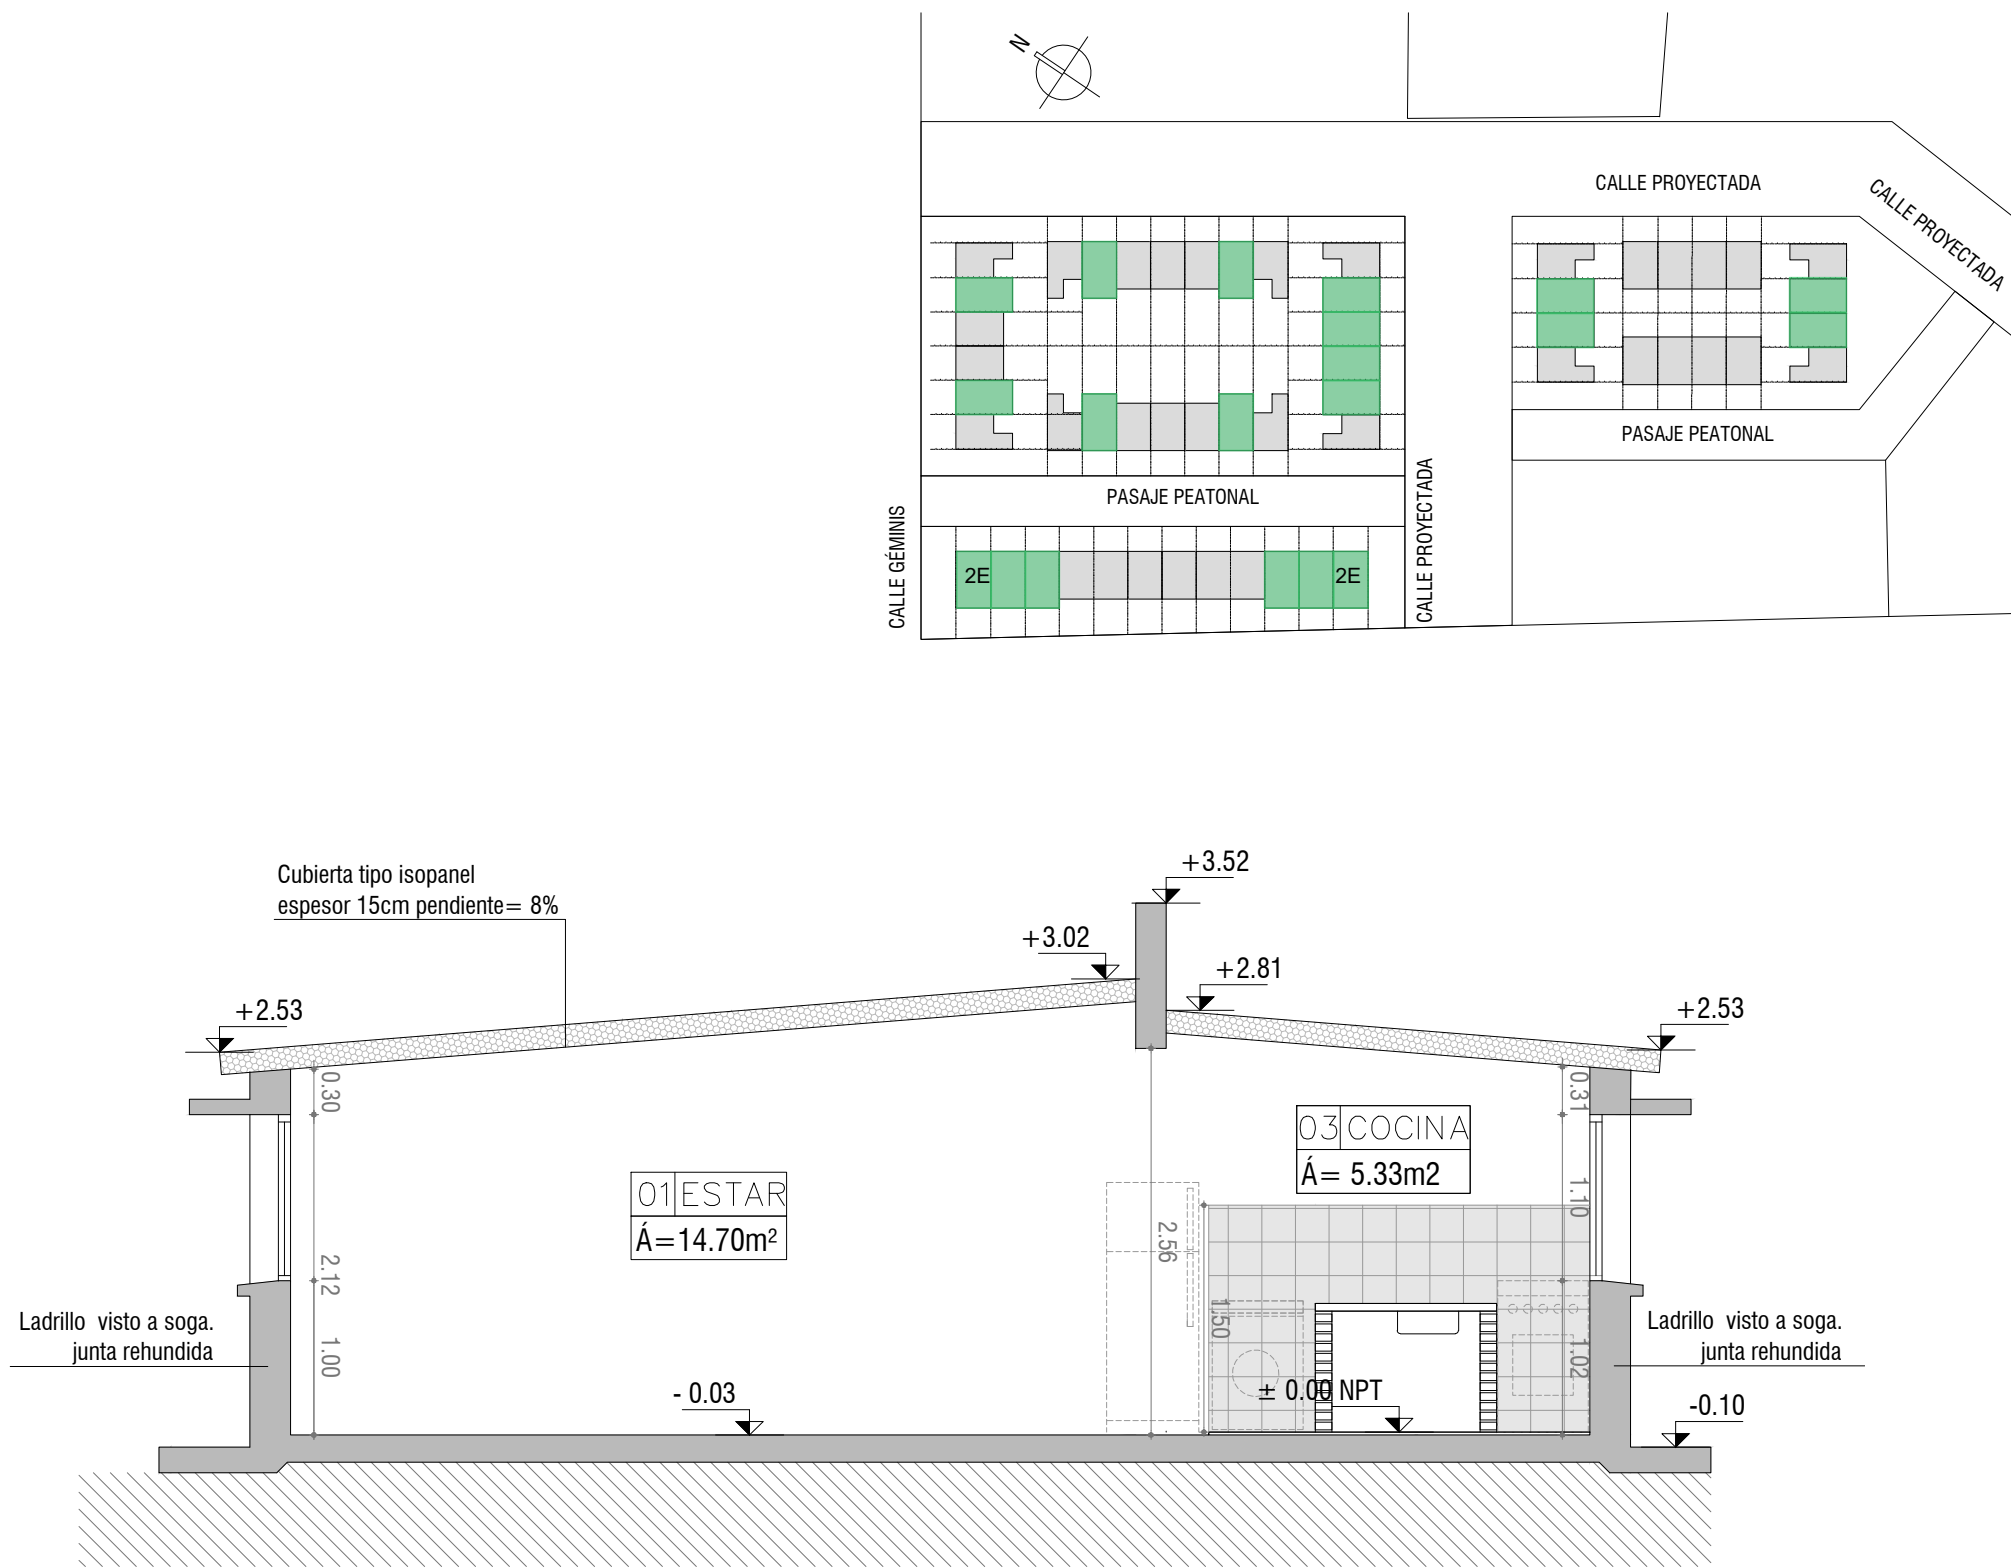 N
CALLE PROYECTADA
CALLE PROYECTADA
PASAJE PEATONAL
PASAJE PEATONAL
CALLE GÉMINIS
CALLE PROYECTADA
2E
2E
Cubierta tipo isopanel
espesor 15cm pendiente= 8%
+3.52
+3.02
+2.81
+2.53
+2.53
0.30
0.31
03 COCINA
Á= 5.33m2
01 ESTAR
Á=14.70m²
2.12
2.56
1.10
1.50
1.00
1.02
Ladrillo visto a soga.
junta rehundida
Ladrillo visto a soga.
junta rehundida
- 0.03
± 0.00 NPT
-0.10